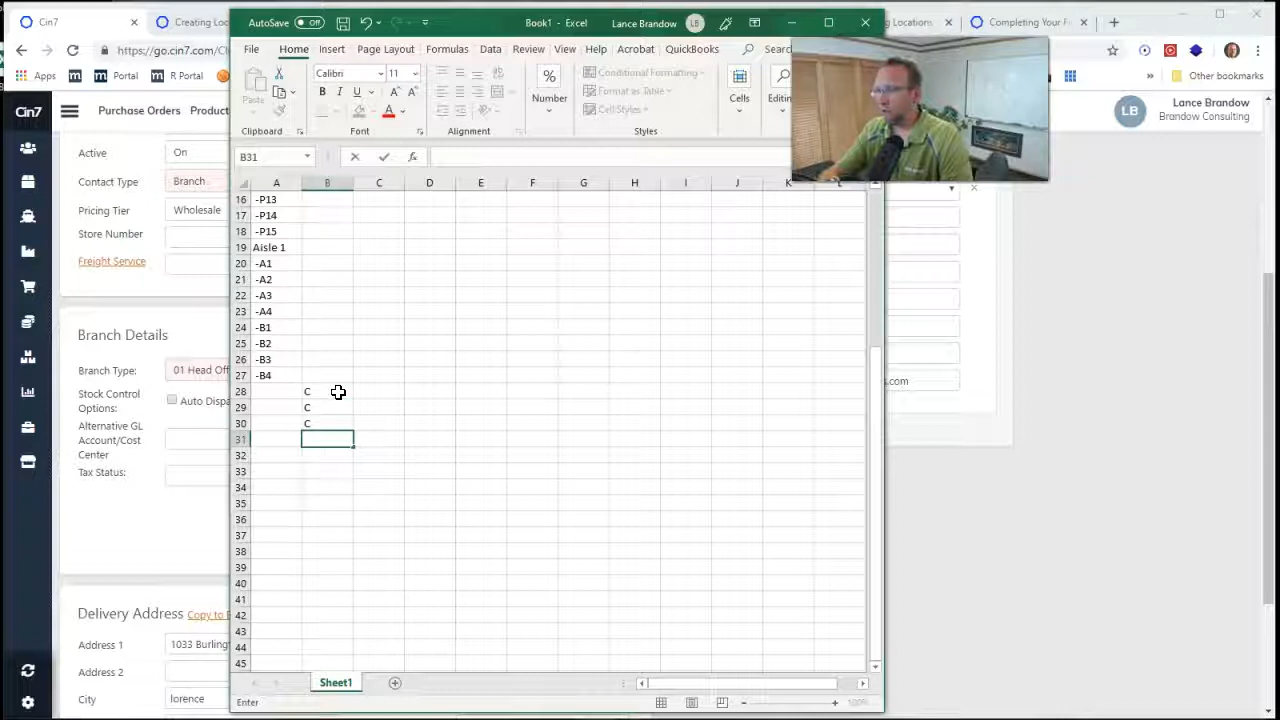 Cin7
Creating Loc
ng Locations
Completing Your F
https://go.cin7.com/Cl
Apps
Portal
R Portal
Other bookmarks
AutoSave
Off
Book1 - Excel
Lance Brandow
LB
File
Home
Insert
Page Layout
Formulas
Data
Review
View
Help
Acrobat
QuickBooks
Searc
Paste
Calibri
11
B
I
U
Number
Conditional Formatting
Format as Table
Cell Styles
Cells
Editin
Clipboard
Font
Alignment
Styles
B31
fx
A B C D E F G H I J K L
16 -P13
17 -P14
18 -P15
19 Aisle 1
20 -A1
21 -A2
22 -A3
23 -A4
24 -B1
25 -B2
26 -B3
27 -B4
28 C
29 C
30 C
31
32
33
34
35
36
37
38
39
40
41
42
43
44
45
Sheet1
Enter
100%
Cin7
Purchase Orders
Product
LB
Lance Brandow
Brandow Consulting
Active
On
Contact Type
Branch
Pricing Tier
Wholesale
Store Number
Freight Service
Branch Details
Branch Type:
01 Head Off
Stock Control
Options:
Auto Dispa
Alternative GL
Account/Cost
Center
Tax Status:
s.com
Delivery Address
Copy to
Address 1
1033 Burling
Address 2
City
lorence